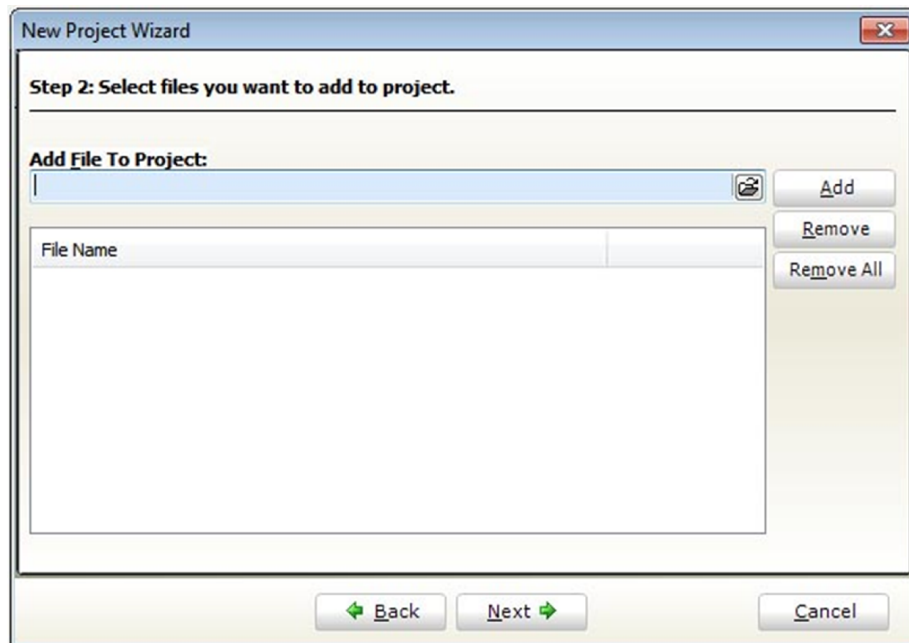 New Project Wizard
Step 2: Select files you want to add to project.
Add File To Project:
Add
Remove
File Name
Remove All
Back Next Cancel